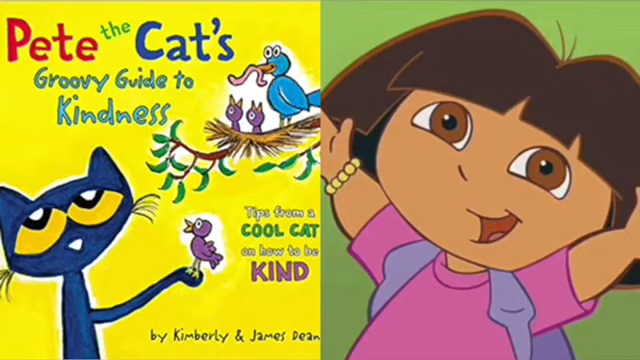 Pete the Cat's
Groovy Guide to
Kindness
Tips from a
COOL CAT
on how to be
KIND
by Kimberly & James Dean